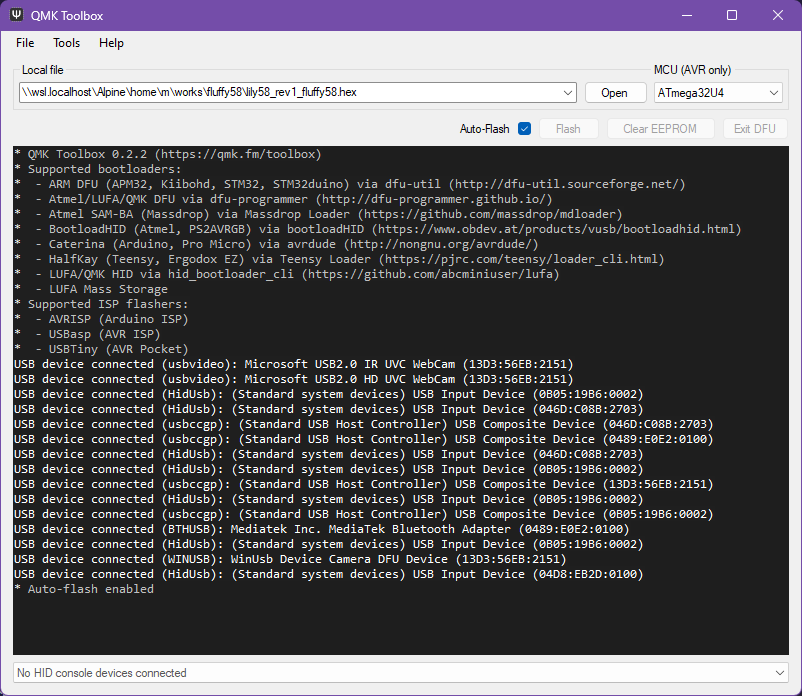 QMK Toolbox
File Tools Help
Local file
MCU (AVR only)
\\wsl.localhost\Alpine\home\m\works\fluffy58\lily58_rev1_fluffy58.hex
Open
ATmega32U4
Auto-Flash
Flash
Clear EEPROM
Exit DFU
* QMK Toolbox 0.2.2 (https://qmk.fm/toolbox)
* Supported bootloaders:
*  - ARM DFU (APM32, Kiibohd, STM32, STM32duino) via dfu-util (http://dfu-util.sourceforge.net/)
*  - Atmel/LUFA/QMK DFU via dfu-programmer (http://dfu-programmer.github.io/)
*  - Atmel SAM-BA (Massdrop) via Massdrop Loader (https://github.com/massdrop/mdloader)
*  - BootloadHID (Atmel, PS2AVRGB) via bootloadHID (https://www.obdev.at/products/vusb/bootloadhid.html)
*  - Caterina (Arduino, Pro Micro) via avrdude (http://nongnu.org/avrdude/)
*  - HalfKay (Teensy, Ergodox EZ) via Teensy Loader (https://pjrc.com/teensy/loader_cli.html)
*  - LUFA/QMK HID via hid_bootloader_cli (https://github.com/abcminiuser/lufa)
*  - LUFA Mass Storage
* Supported ISP flashers:
*  - AVRISP (Arduino ISP)
*  - USBasp (AVR ISP)
*  - USBTiny (AVR Pocket)
USB device connected (usbvideo): Microsoft USB2.0 IR UVC WebCam (13D3:56EB:2151)
USB device connected (usbvideo): Microsoft USB2.0 HD UVC WebCam (13D3:56EB:2151)
USB device connected (HidUsb): (Standard system devices) USB Input Device (0B05:19B6:0002)
USB device connected (HidUsb): (Standard system devices) USB Input Device (046D:C08B:2703)
USB device connected (usbccgp): (Standard USB Host Controller) USB Composite Device (046D:C08B:2703)
USB device connected (usbccgp): (Standard USB Host Controller) USB Composite Device (0489:E0E2:0100)
USB device connected (HidUsb): (Standard system devices) USB Input Device (046D:C08B:2703)
USB device connected (HidUsb): (Standard system devices) USB Input Device (0B05:19B6:0002)
USB device connected (usbccgp): (Standard USB Host Controller) USB Composite Device (13D3:56EB:2151)
USB device connected (HidUsb): (Standard system devices) USB Input Device (0B05:19B6:0002)
USB device connected (usbccgp): (Standard USB Host Controller) USB Composite Device (0B05:19B6:0002)
USB device connected (BTHUSB): Mediatek Inc. MediaTek Bluetooth Adapter (0489:E0E2:0100)
USB device connected (HidUsb): (Standard system devices) USB Input Device (0B05:19B6:0002)
USB device connected (WINUSB): WinUsb Device Camera DFU Device (13D3:56EB:2151)
USB device connected (HidUsb): (Standard system devices) USB Input Device (04D8:EB2D:0100)
* Auto-flash enabled
No HID console devices connected